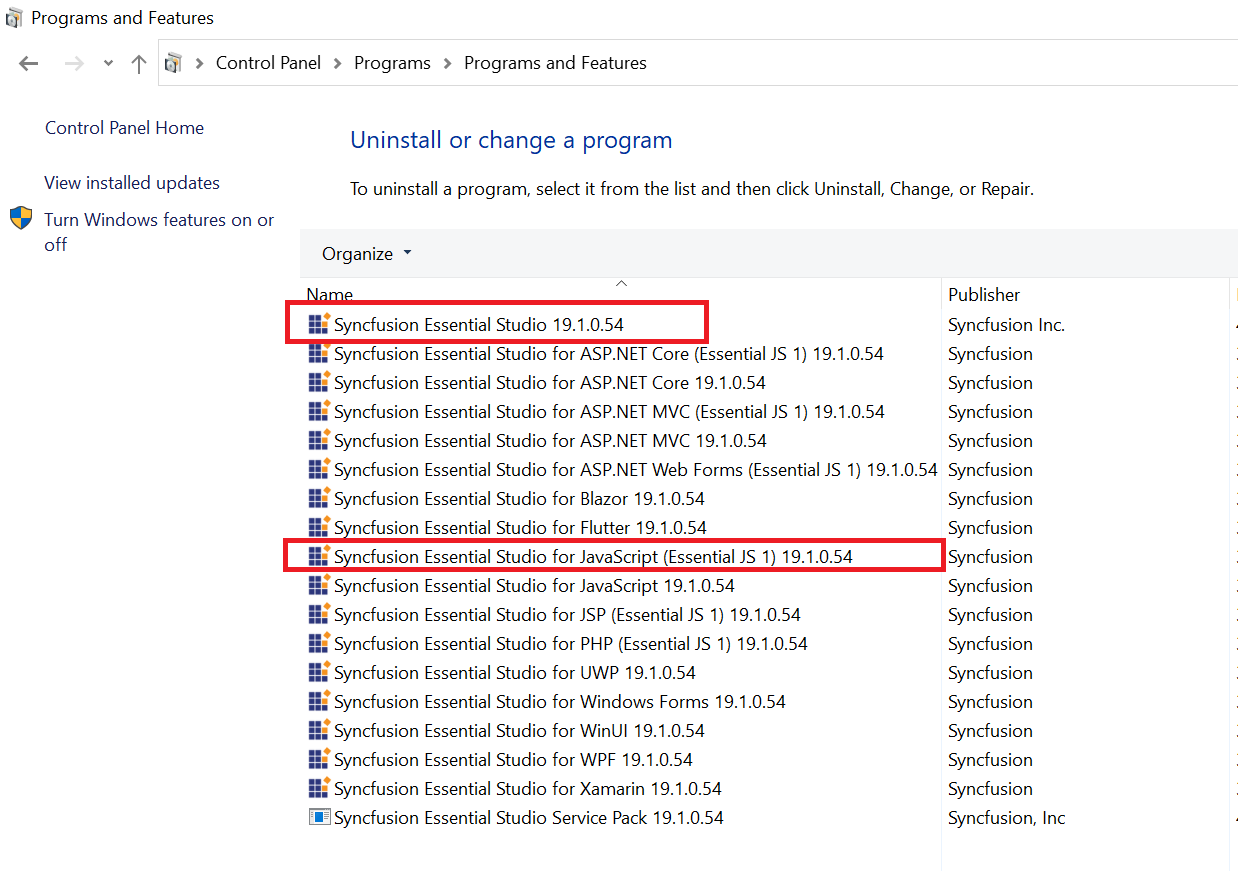 Programs and Features
Control Panel > Programs > Programs and Features
Control Panel Home
View installed updates
Turn Windows features on or
off
Uninstall or change a program
To uninstall a program, select it from the list and then click Uninstall, Change, or Repair.
Organize
Name Publisher
Syncfusion Essential Studio 19.1.0.54 Syncfusion Inc.
Syncfusion Essential Studio for ASP.NET Core (Essential JS 1) 19.1.0.54 Syncfusion
Syncfusion Essential Studio for ASP.NET Core 19.1.0.54 Syncfusion
Syncfusion Essential Studio for ASP.NET MVC (Essential JS 1) 19.1.0.54 Syncfusion
Syncfusion Essential Studio for ASP.NET MVC 19.1.0.54 Syncfusion
Syncfusion Essential Studio for ASP.NET Web Forms (Essential JS 1) 19.1.0.54 Syncfusion
Syncfusion Essential Studio for Blazor 19.1.0.54 Syncfusion
Syncfusion Essential Studio for Flutter 19.1.0.54 Syncfusion
Syncfusion Essential Studio for JavaScript (Essential JS 1) 19.1.0.54 Syncfusion
Syncfusion Essential Studio for JavaScript 19.1.0.54 Syncfusion
Syncfusion Essential Studio for JSP (Essential JS 1) 19.1.0.54 Syncfusion
Syncfusion Essential Studio for PHP (Essential JS 1) 19.1.0.54 Syncfusion
Syncfusion Essential Studio for UWP 19.1.0.54 Syncfusion
Syncfusion Essential Studio for Windows Forms 19.1.0.54 Syncfusion
Syncfusion Essential Studio for WinUI 19.1.0.54 Syncfusion
Syncfusion Essential Studio for WPF 19.1.0.54 Syncfusion
Syncfusion Essential Studio for Xamarin 19.1.0.54 Syncfusion
Syncfusion Essential Studio Service Pack 19.1.0.54 Syncfusion, Inc